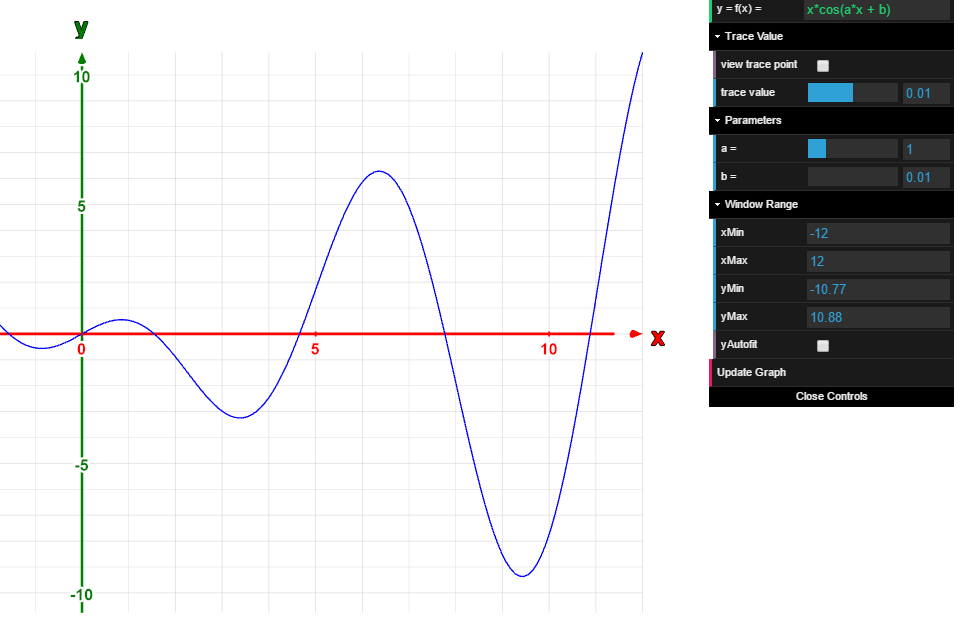 y
10
5
0
5
10
x
-5
-10
y = f(x) = x*cos(a*x + b)
Trace Value
view trace point
trace value 0.01
Parameters
a = 1
b = 0.01
Window Range
xMin -12
xMax 12
yMin -10.77
yMax 10.88
yAutofit
Update Graph
Close Controls